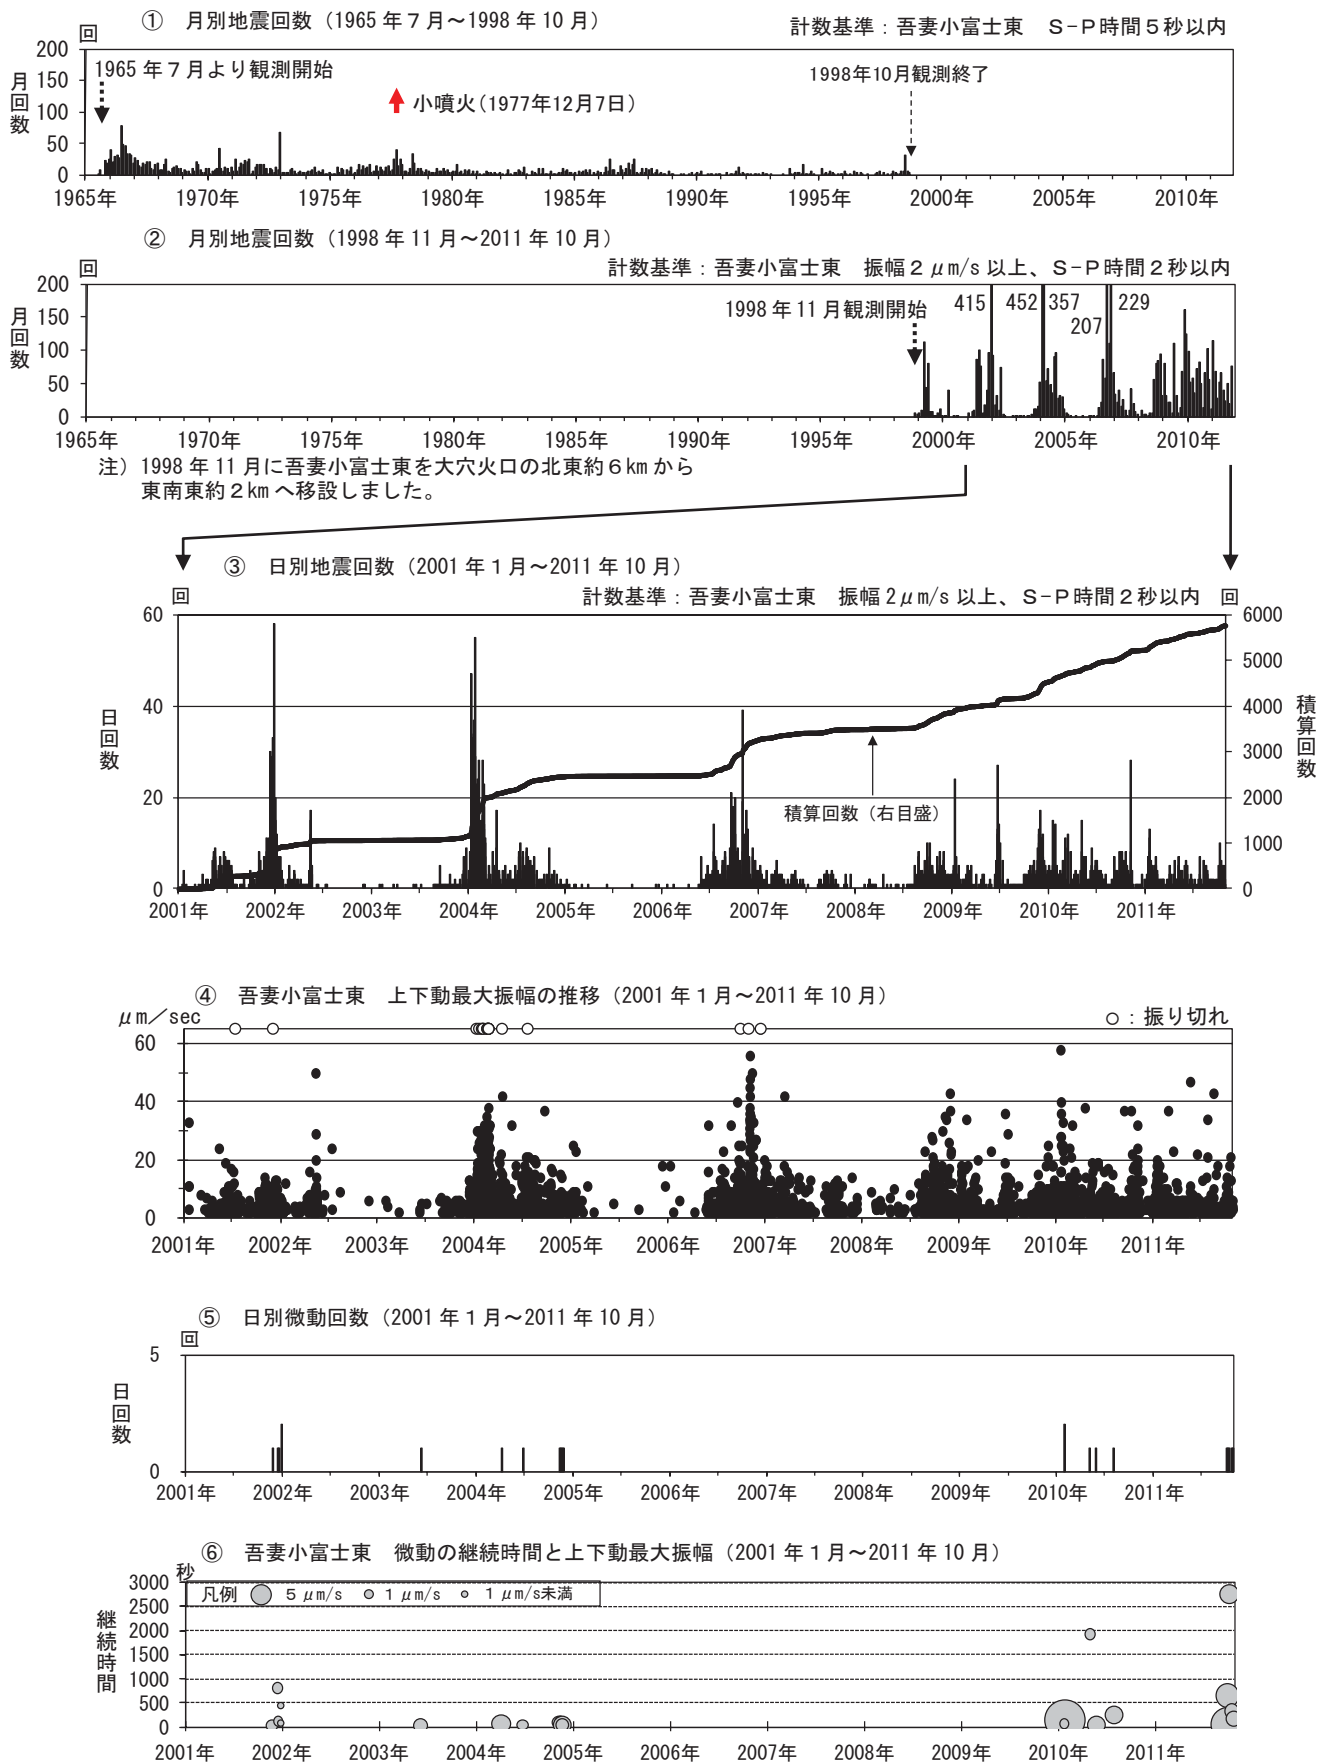 ① 月別地震回数（1965 年７月～1998 年 10 月）
計数基準：吾妻小富士東　Ｓ-Ｐ時間５秒以内
回
月回数
200
150
100
50
0
1965 年７月より観測開始
小噴火(1977年12月7日)
1998年10月観測終了
1965年 1970年 1975年 1980年 1985年 1990年 1995年 2000年 2005年 2010年
② 月別地震回数（1998 年 11 月～2011 年 10 月）
計数基準：吾妻小富士東　振幅２μm/s 以上、Ｓ-Ｐ時間２秒以内
回
月回数
200
150
100
50
0
1998 年 11 月観測開始
415 452 357 207 229
1965年 1970年 1975年 1980年 1985年 1990年 1995年 2000年 2005年 2010年
注）1998 年 11 月に吾妻小富士東を大穴火口の北東約６km から
東南東約２km へ移設しました。
③ 日別地震回数（2001 年１月～2011 年 10 月）
計数基準：吾妻小富士東　振幅 2μm/s 以上、Ｓ-Ｐ時間２秒以内
回
回
日回数
60
40
20
0
積算回数
6000
5000
4000
3000
2000
1000
0
積算回数（右目盛）
2001年 2002年 2003年 2004年 2005年 2006年 2007年 2008年 2009年 2010年 2011年
④ 吾妻小富士東　上下動最大振幅の推移（2001 年１月～2011 年 10 月）
μm／sec
○：振り切れ
60
40
20
0
2001年 2002年 2003年 2004年 2005年 2006年 2007年 2008年 2009年 2010年 2011年
⑤ 日別微動回数（2001 年１月～2011 年 10 月）
回
日回数
5
0
2001年 2002年 2003年 2004年 2005年 2006年 2007年 2008年 2009年 2010年 2011年
⑥ 吾妻小富士東　微動の継続時間と上下動最大振幅（2001 年１月～2011 年 10 月）
秒
継続時間
3000
2500
2000
1500
1000
500
0
凡例 5 μm/s 1 μm/s 1 μm/s未満
2001年 2002年 2003年 2004年 2005年 2006年 2007年 2008年 2009年 2010年 2011年